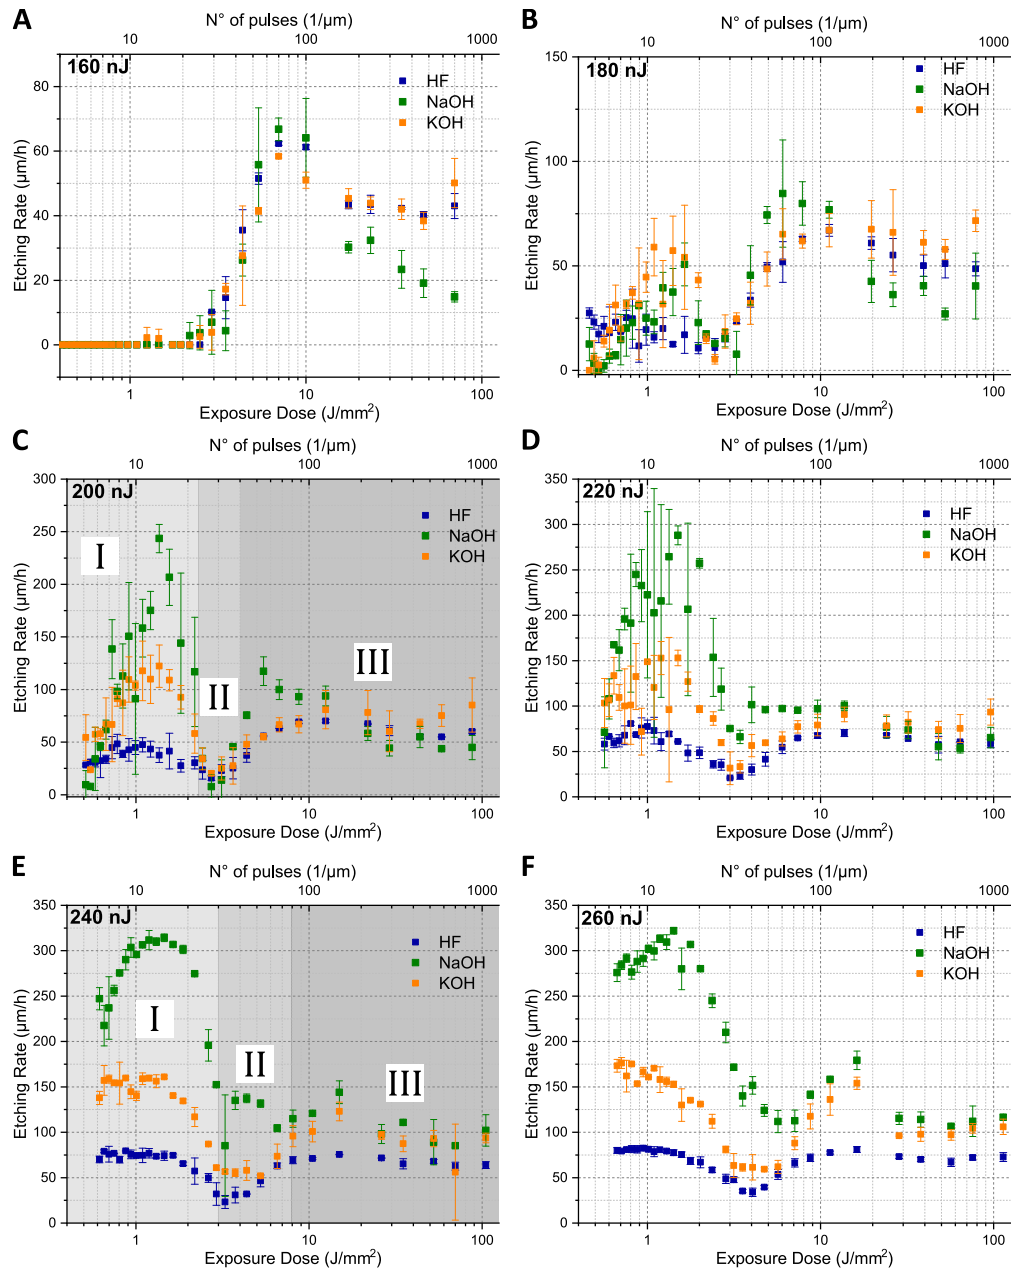 A
N° of pulses (1/µm)
10 100 1000
160 nJ
HF
NaOH
KOH
Etching Rate (µm/h)
80
60
40
20
0
1 10 100
Exposure Dose (J/mm²)
B
N° of pulses (1/µm)
10 100 1000
180 nJ
HF
NaOH
KOH
Etching Rate (µm/h)
150
100
50
0
1 10 100
Exposure Dose (J/mm²)
C
N° of pulses (1/µm)
10 100 1000
200 nJ
HF
NaOH
KOH
I
II
III
Etching Rate (µm/h)
300
250
200
150
100
50
0
1 10 100
Exposure Dose (J/mm²)
D
N° of pulses (1/µm)
10 100 1000
220 nJ
HF
NaOH
KOH
Etching Rate (µm/h)
350
300
250
200
150
100
50
0
1 10 100
Exposure Dose (J/mm²)
E
N° of pulses (1/µm)
10 100 1000
240 nJ
HF
NaOH
KOH
I
II
III
Etching Rate (µm/h)
350
300
250
200
150
100
50
0
1 10 100
Exposure Dose (J/mm²)
F
N° of pulses (1/µm)
10 100 1000
260 nJ
HF
NaOH
KOH
Etching Rate (µm/h)
350
300
250
200
150
100
50
0
1 10 100
Exposure Dose (J/mm²)